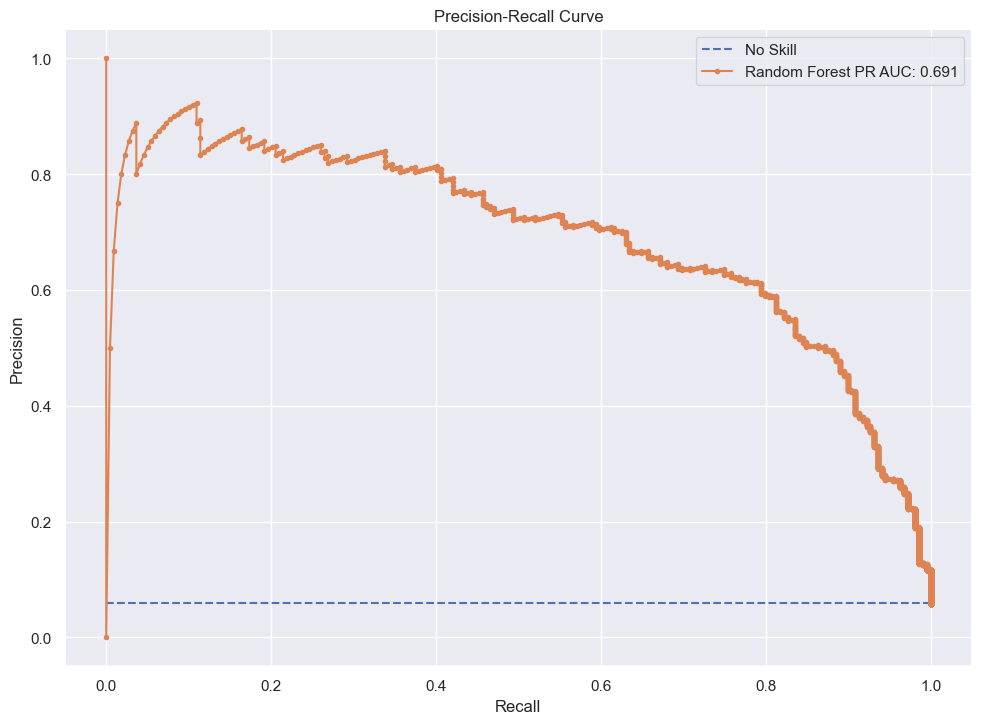 Precision-Recall Curve
No Skill
Random Forest PR AUC: 0.691
1.0
0.8
0.6
0.4
0.2
0.0
Precision
0.0 0.2 0.4 0.6 0.8 1.0
Recall